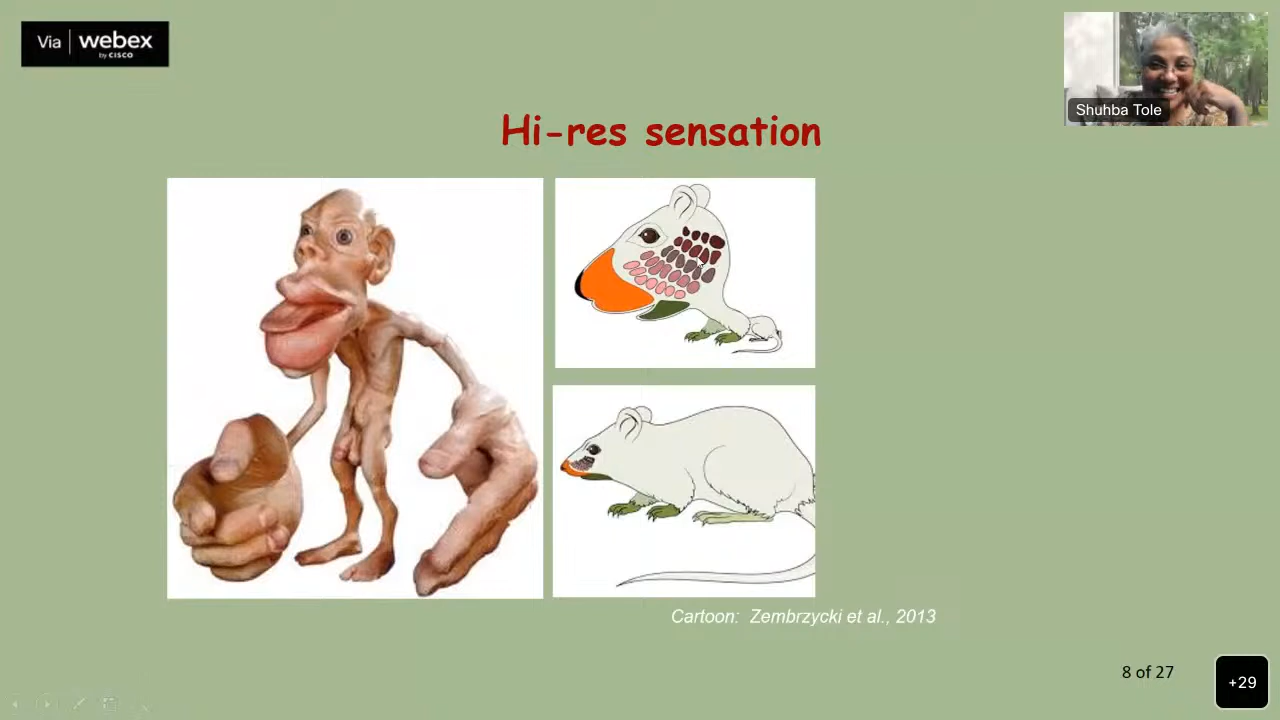 Via | webex
by CISCO
Shuhba Tole
Hi-res sensation
Cartoon: Zembrzycki et al., 2013
8 of 27
+29